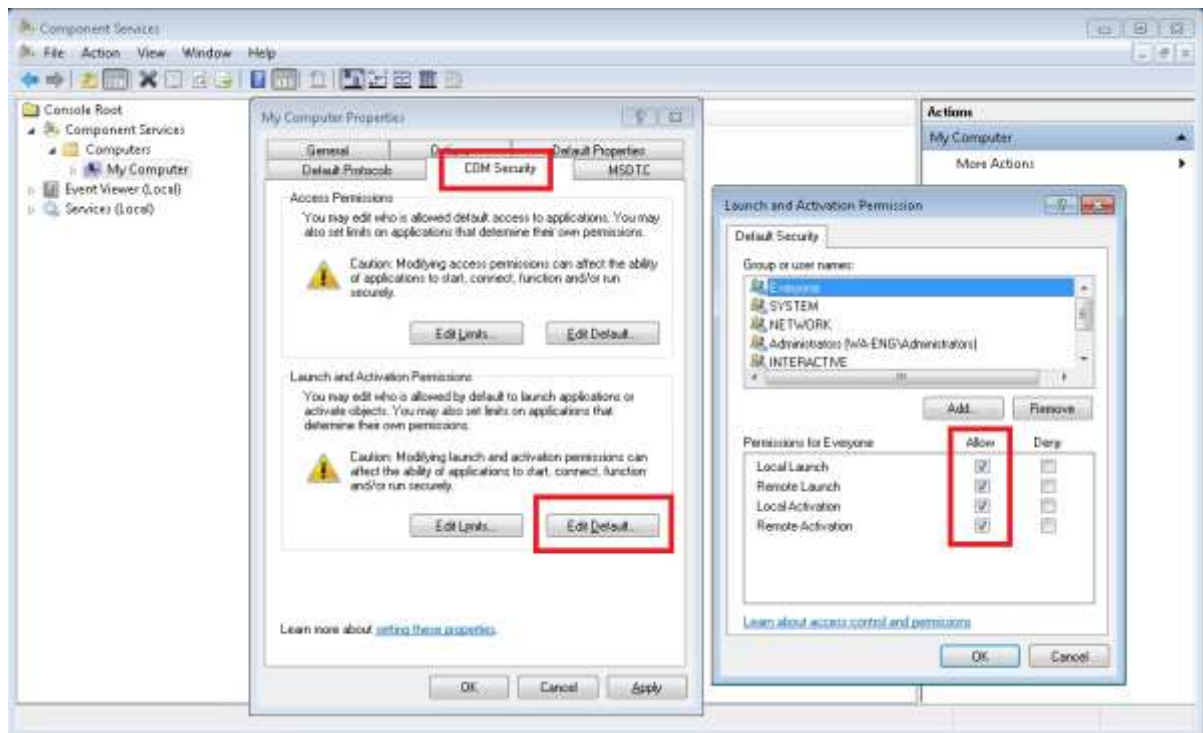 Component Services
File Action View Window Help
Console Root
Component Services
Computers
My Computer
Event Viewer (Local)
Services (Local)
My Computer Properties
General
Default Properties
Default Protocols
COM Security
MSDTC
Access Permissions
You may edit who is allowed default access to applications. You may
also set limits on applications that determine their own permissions.
Caution: Modifying access permissions can affect the ability
of applications to start, connect, function and/or run
securely.
Edit Limits...
Edit Default...
Launch and Activation Permissions
You may edit who is allowed by default to launch applications or
activate objects. You may also set limits on applications that
determine their own permissions.
Caution: Modifying launch and activation permissions can
affect the ability of applications to start, connect, function
and/or run securely.
Edit Limits...
Edit Default...
Learn more about setting these properties.
OK
Cancel
Apply
Actions
My Computer
More Actions
Launch and Activation Permission
Default Security
Group or user names:
Everyone
SYSTEM
NETWORK
Administrators (WA-ENG\Administrators)
INTERACTIVE
Add...
Remove
Permissions for Everyone
Allow
Deny
Local Launch
Remote Launch
Local Activation
Remote Activation
Learn about access control and permissions
OK
Cancel